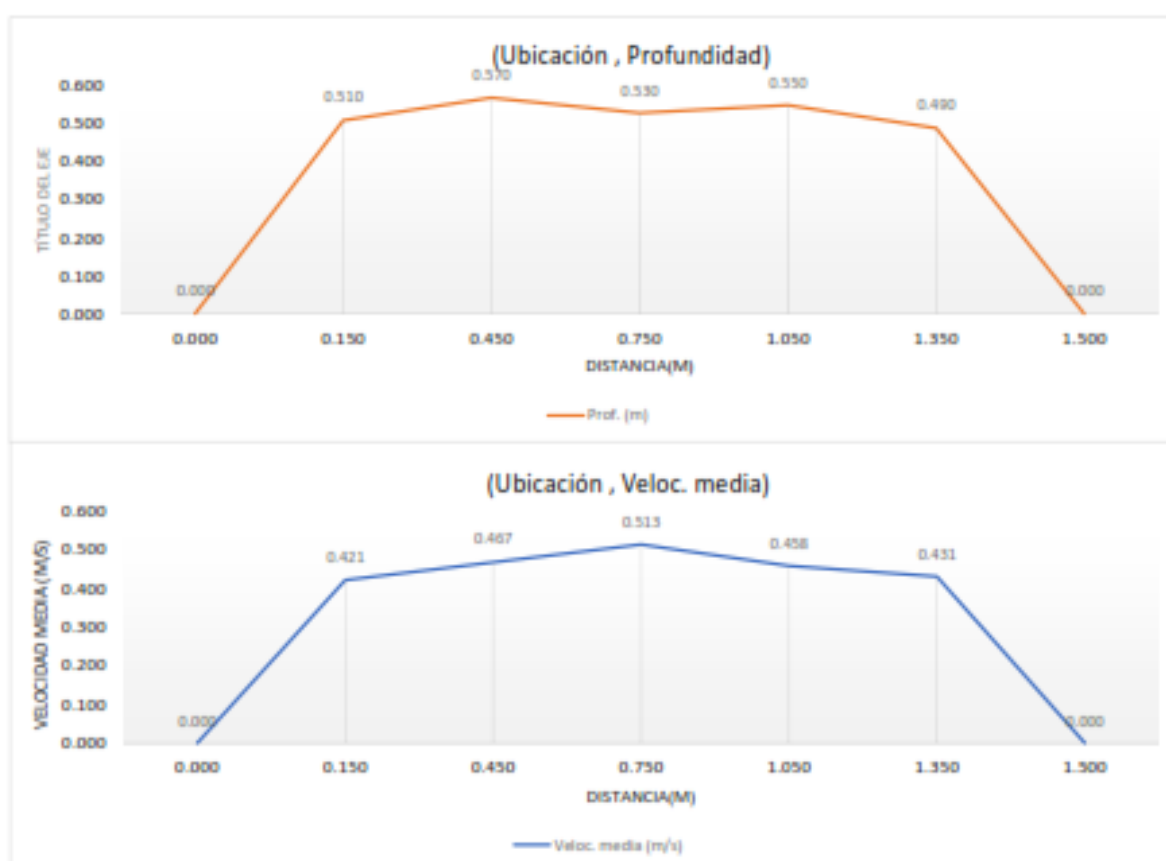 (Ubicación , Profundidad)
0.600
0.500
0.400
0.300
0.200
0.100
0.000
TÍTULO DEL EJE
0.000
0.510
0.570
0.530
0.550
0.490
0.000
0.000 0.150 0.450 0.750 1.050 1.350 1.500
DISTANCIA(M)
Prof. (m)
(Ubicación , Veloc. media)
0.600
0.500
0.400
0.300
0.200
0.100
0.000
VELOCIDAD MEDIA (M/S)
0.000
0.421
0.467
0.513
0.458
0.431
0.000
0.000 0.150 0.450 0.750 1.050 1.350 1.500
DISTANCIA(M)
Veloc. media (m/s)